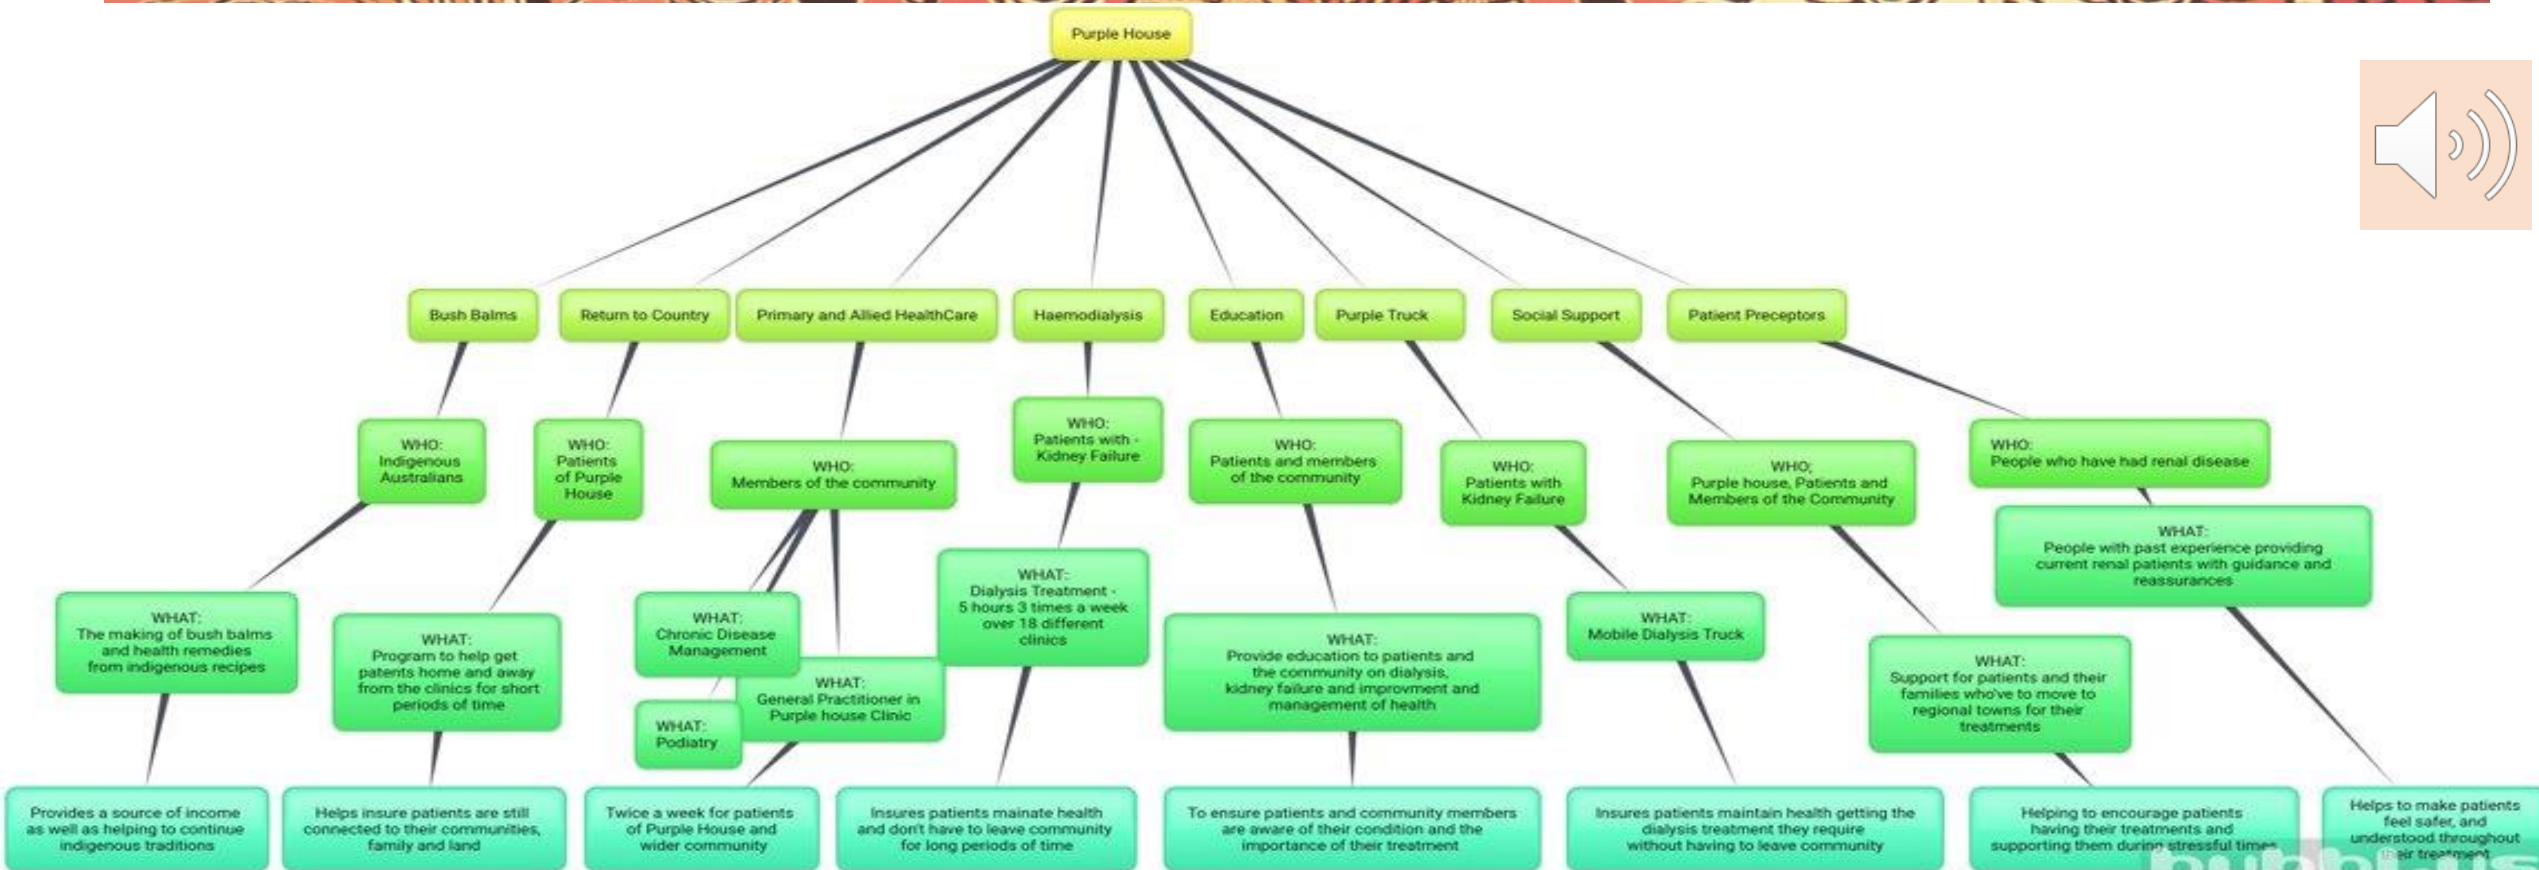 Purple House
Bush Balms
Return to Country
Primary and Allied HealthCare
Haemodialysis
Education
Purple Truck
Social Support
Patient Preceptors
WHO:
Indigenous
Australians
WHO:
Patients
of Purple
House
WHO:
Members of the community
WHO:
Patients with -
Kidney Failure
WHO:
Patients and members
of the community
WHO:
Patients with
Kidney Failure
WHO;
Purple house, Patients and
Members of the Community
WHO:
People who have had renal disease
WHAT:
The making of bush balms
and health remedies
from indigenous recipes
WHAT:
Program to help get
patents home and away
from the clinics for short
periods of time
WHAT:
Chronic Disease
Management
WHAT:
General Practitioner in
Purple house Clinic
WHAT:
Podiatry
WHAT:
Dialysis Treatment -
5 hours 3 times a week
over 18 different
clinics
WHAT:
Provide education to patients and
the community on dialysis,
kidney failure and improvment and
management of health
WHAT:
Mobile Dialysis Truck
WHAT:
Support for patients and their
families who've to move to
regional towns for their
treatments
WHAT:
People with past experience providing
current renal patients with guidance and
reassurances
Provides a source of income
as well as helping to continue
indigenous traditions
Helps insure patients are still
connected to their communities,
family and land
Twice a week for patients
of Purple House and
wider community
Insures patients mainate health
and don't have to leave community
for long periods of time
To ensure patients and community members
are aware of their condition and the
importance of their treatment
Insures patients maintain health getting the
dialysis treatment they require
without having to leave community
Helping to encourage patients
having their treatments and
supporting them during stressful times
Helps to make patients
feel safer, and
understood throughout
their treatment